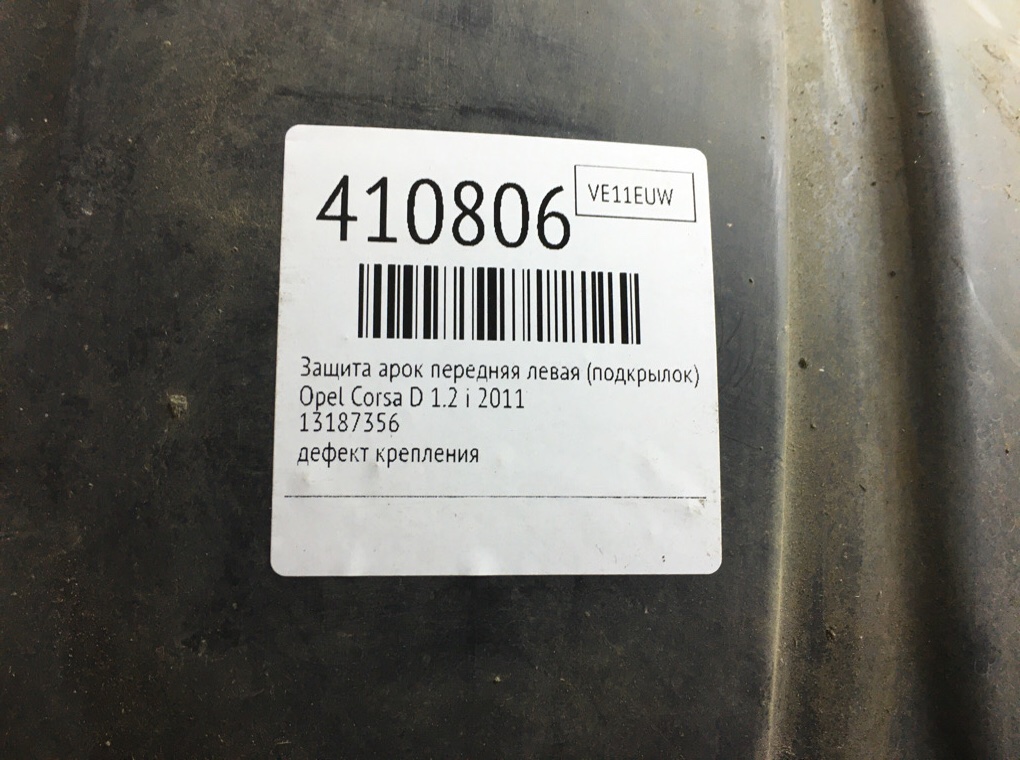 410806
VE11EUW
Защита арок передняя левая (подкрылок)
Opel Corsa D 1.2 i 2011
13187356
дефект крепления